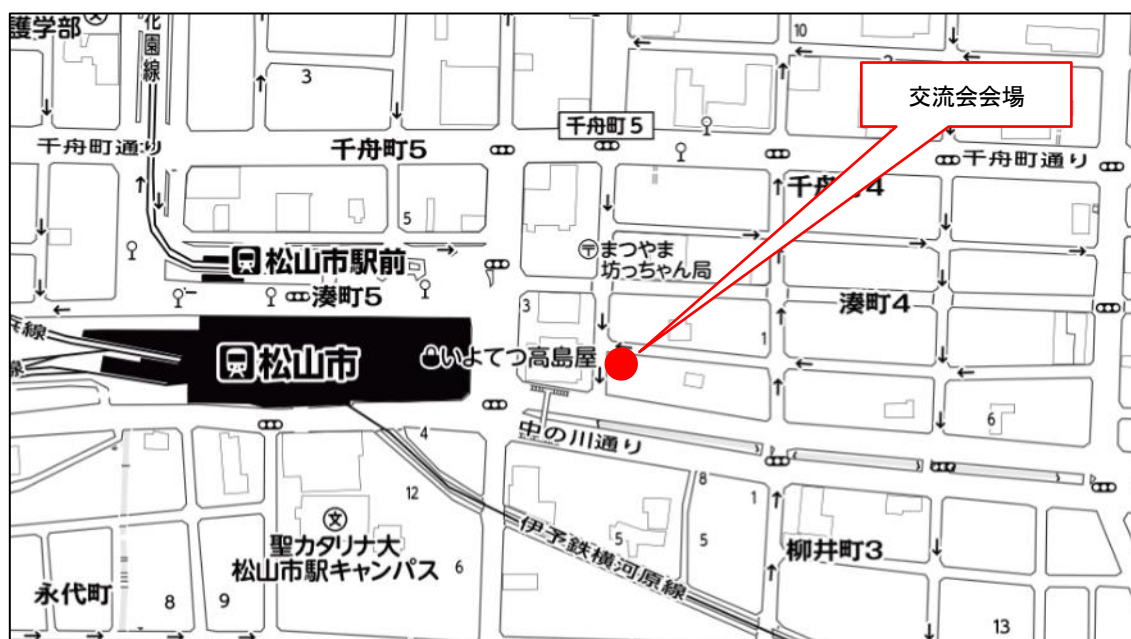 護学部
花園線
10
3
2
交流会会場
千舟町5
千舟町通り
千舟町5
千舟町4
千舟町通り
5
松山市駅前
まつやま
坊っちゃん局
湊町5
3
湊町4
1
松山市
いよてつ高島屋
6
中の川通り
4
12
8
1
伊予鉄横河原線
5
5
柳井町3
聖カタリナ大
松山市駅キャンパス
6
永代町
8
9
13